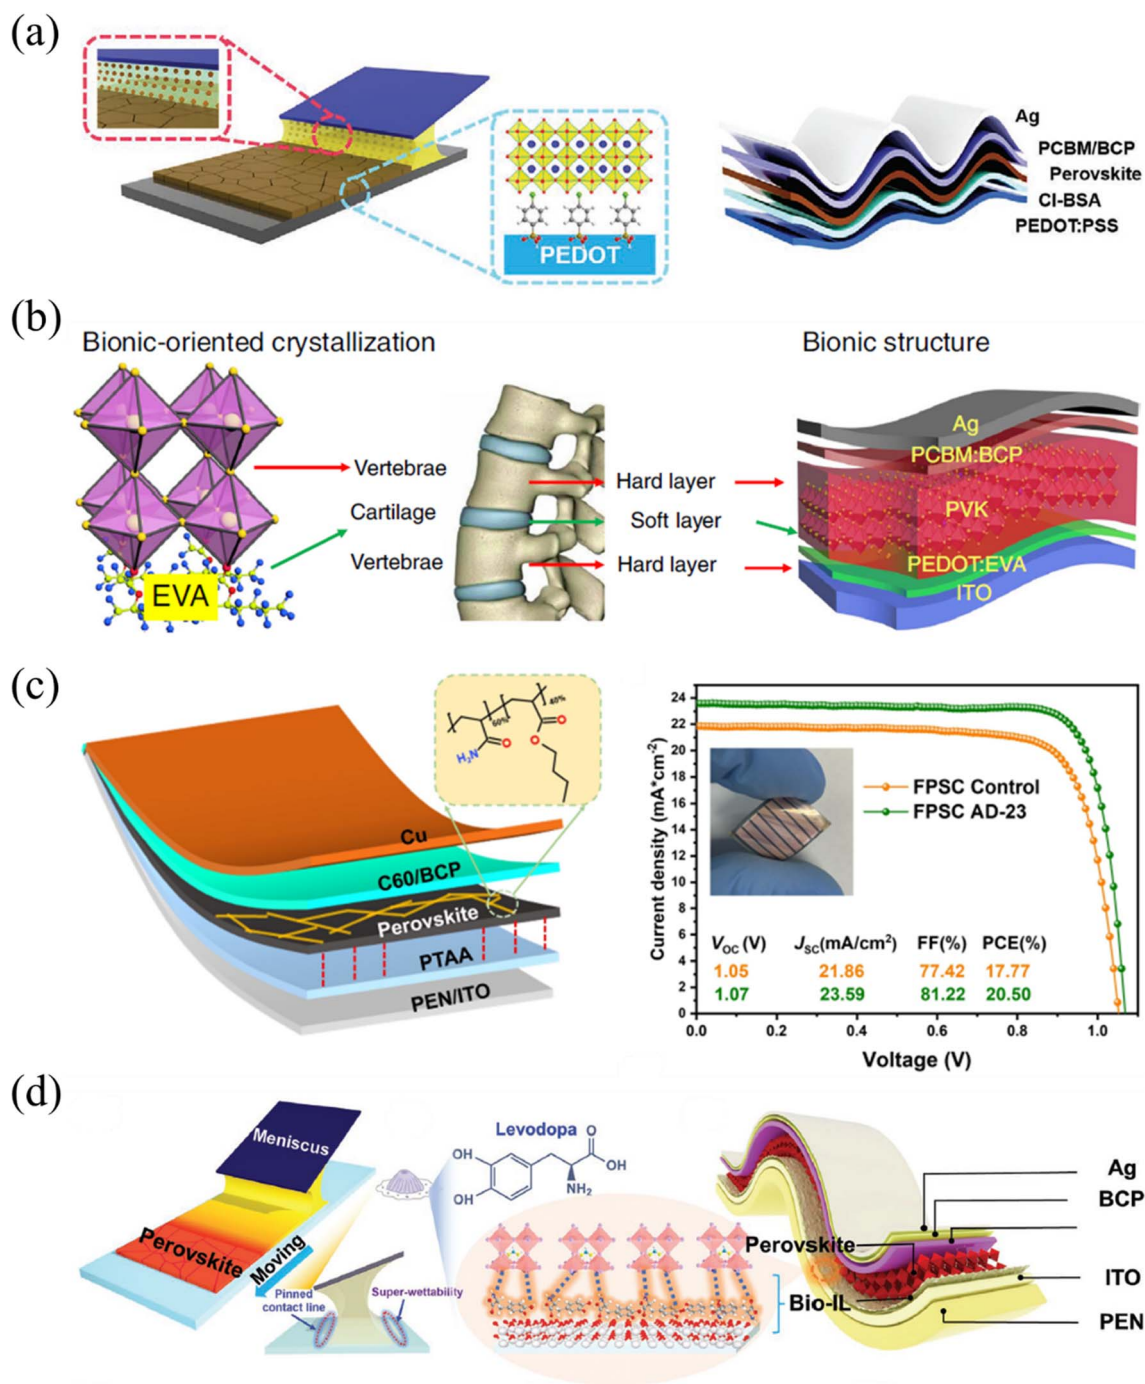 (a)
PEDOT
Ag
PCBM/BCP
Perovskite
Cl-BSA
PEDOT:PSS
(b)
Bionic-oriented crystallization
Bionic structure
EVA
Vertebrae
Cartilage
Vertebrae
Hard layer
Soft layer
Hard layer
Ag
PCBM:BCP
PVK
PEDOT:EVA
ITO
(c)
60%
40%
H₂N
O
O
O
Cu
C60/BCP
Perovskite
PTAA
PEN/ITO
Current density (mA*cm⁻²)
24
22
20
18
16
14
12
10
8
6
4
2
0
FPSC Control
FPSC AD-23
V_OC (V) J_SC(mA/cm²) FF(%) PCE(%)
1.05 21.86 77.42 17.77
1.07 23.59 81.22 20.50
0.0 0.2 0.4 0.6 0.8 1.0
Voltage (V)
(d)
Meniscus
Perovskite
Moving
Pinned
contact line
Super-wettability
Levodopa
OH
OH
O
OH
NH₂
Perovskite
Bio-IL
Ag
BCP
ITO
PEN